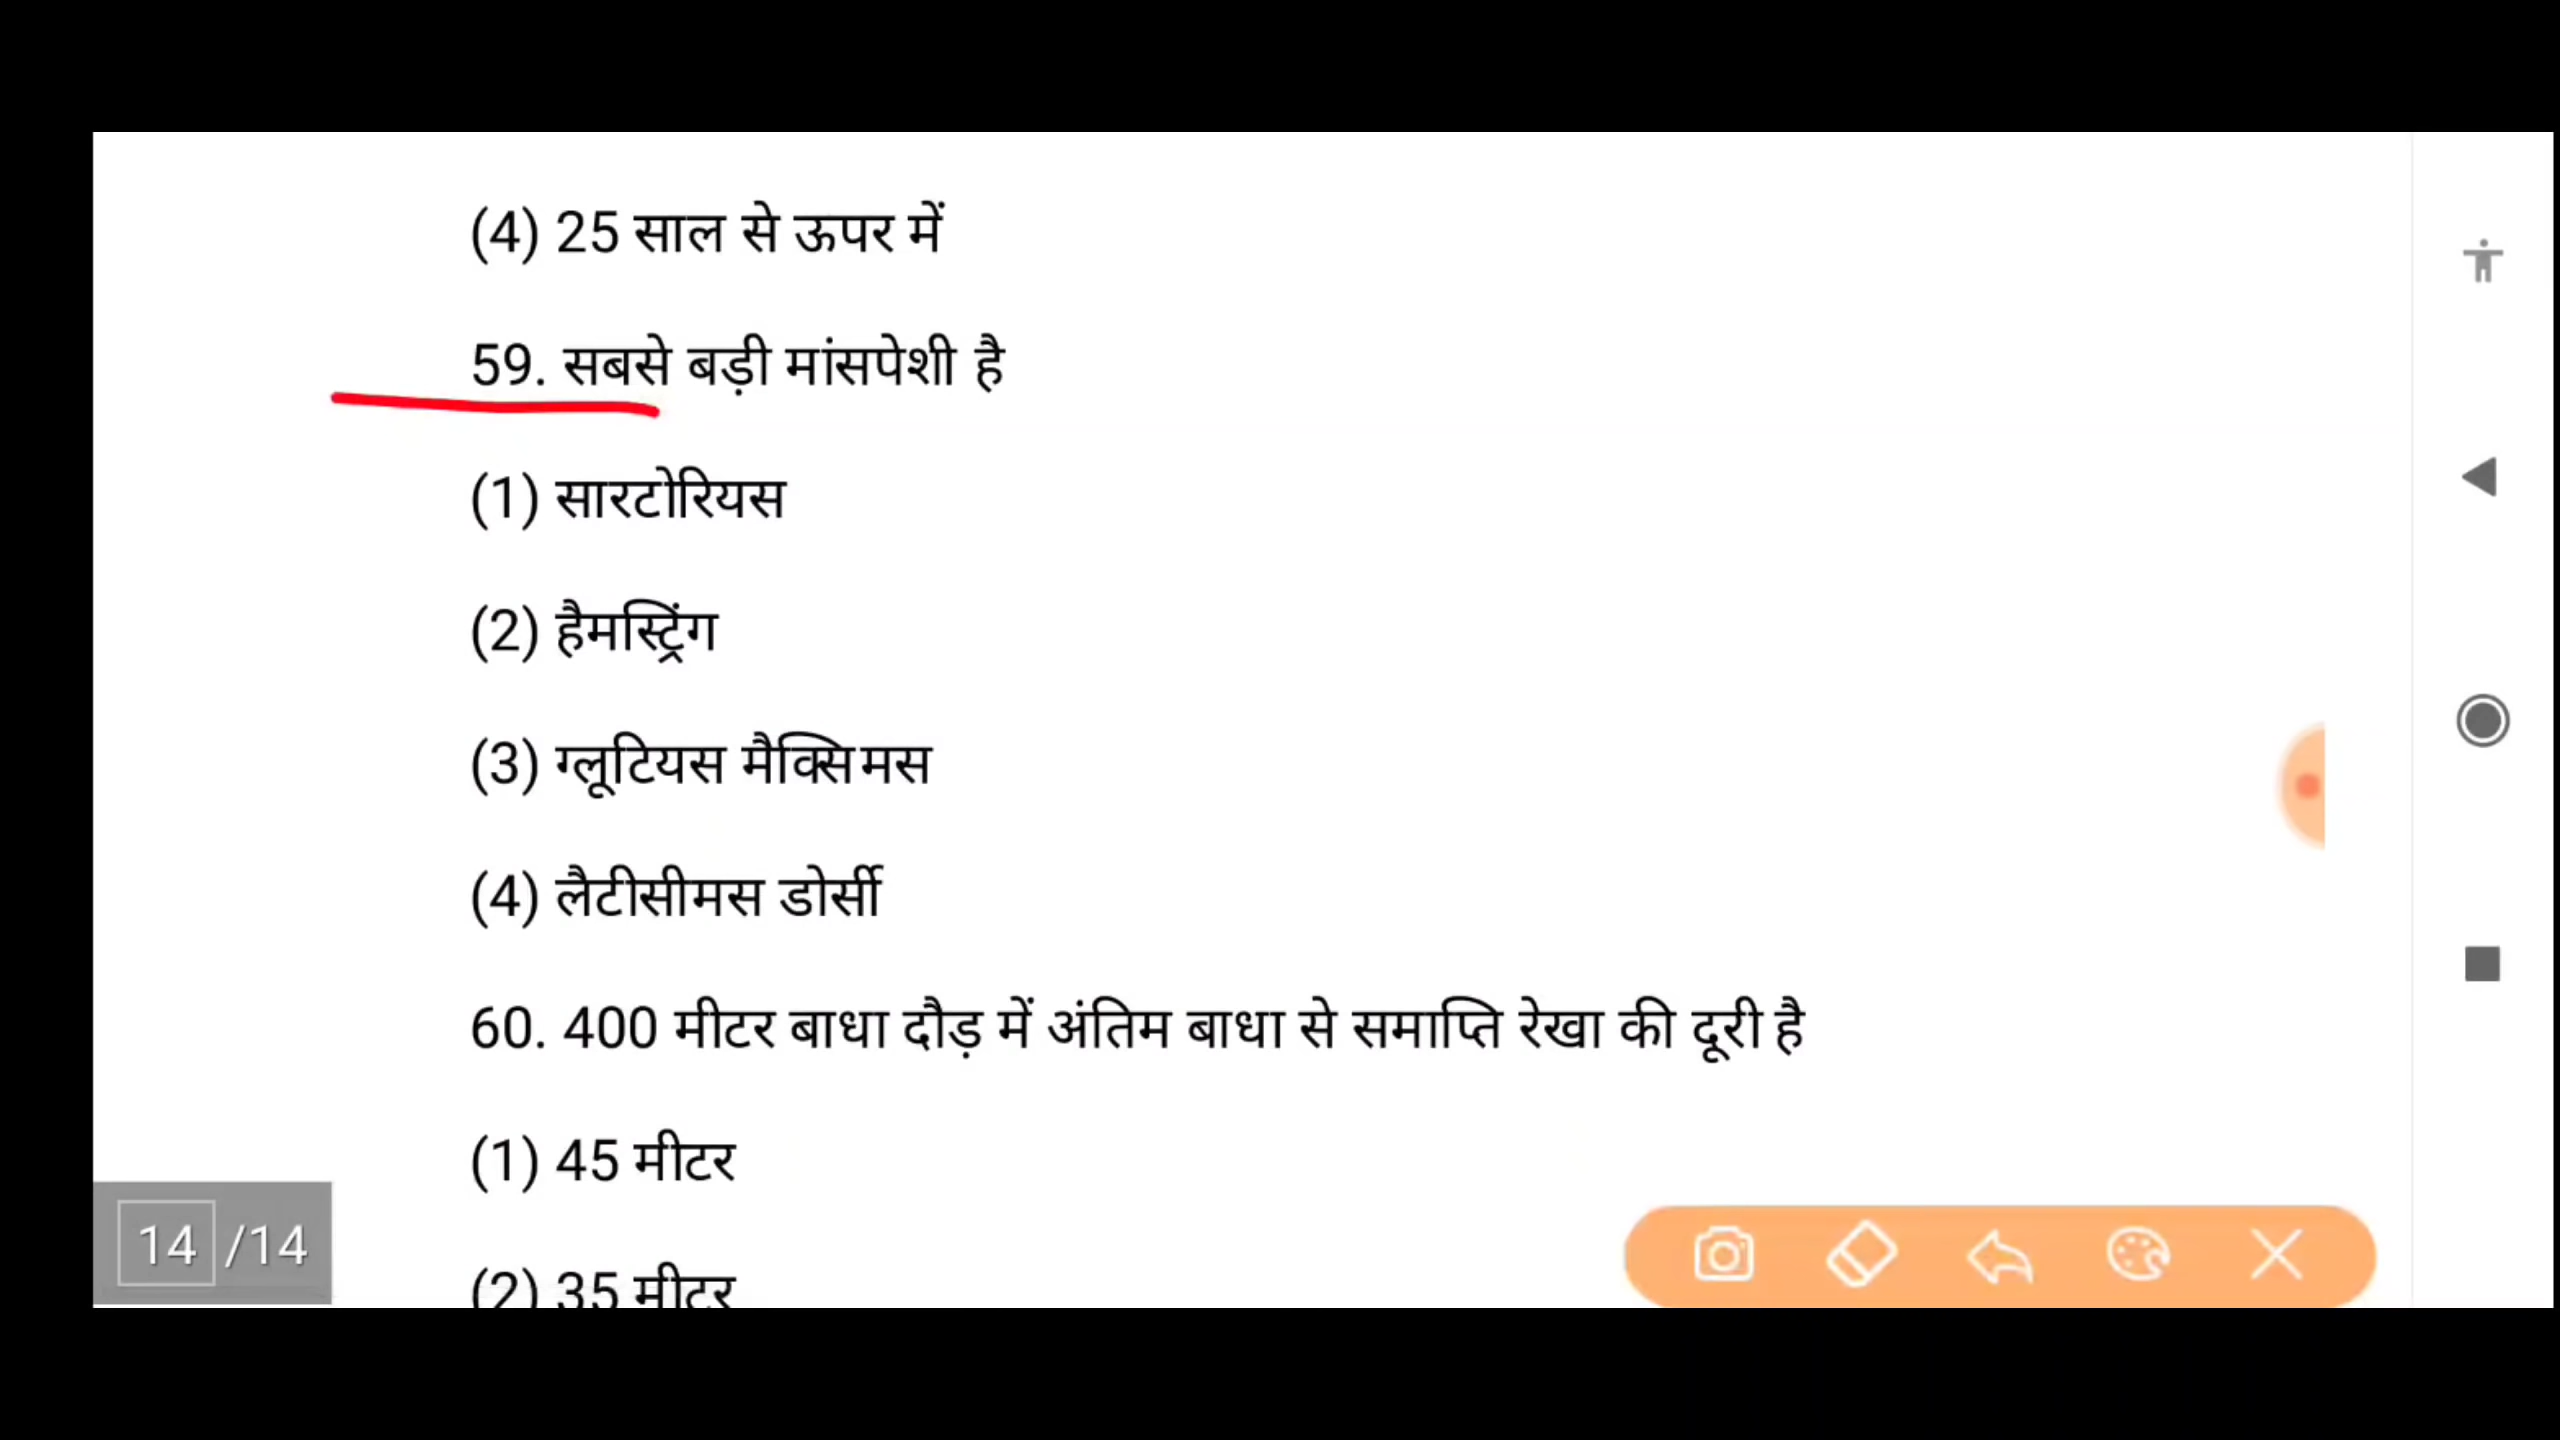 (4) 25 साल से ऊपर में
59. सबसे बड़ी मांसपेशी है
(1) सारटोरियस
(2) हैमस्ट्रिंग
(3) ग्लूटियस मैक्सिमस
(4) लैटीसीमस डोर्सी
60. 400 मीटर बाधा दौड़ में अंतिम बाधा से समाप्ति रेखा की दूरी है
(1) 45 मीटर
(2) 35 मीटर
14 /14